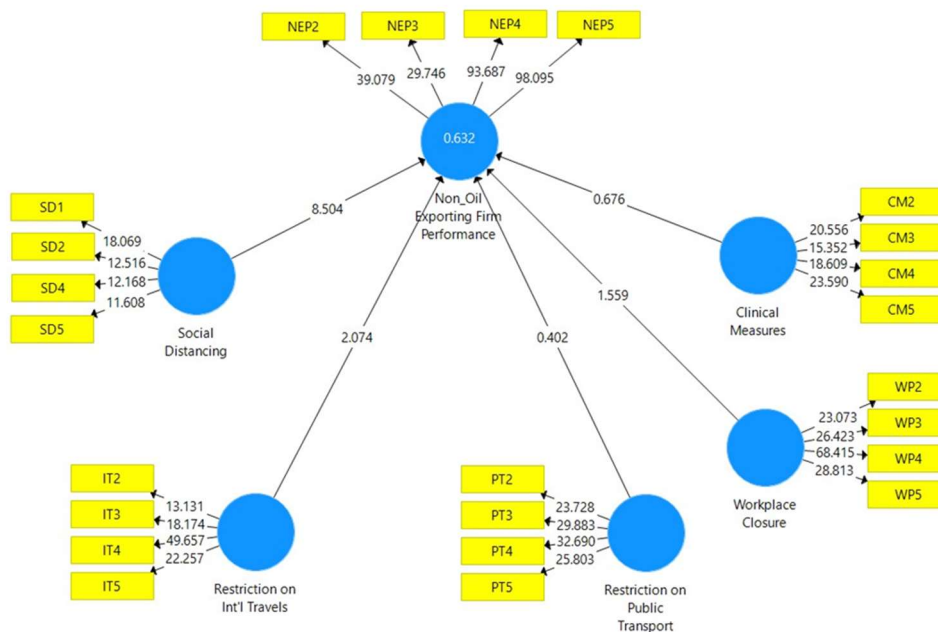 NEP2
NEP3
NEP4
NEP5
39.079
29.746
93.687
98.095
0.632
Non_Oil
Exporting Firm
Performance
SD1
SD2
SD4
SD5
18.069
12.516
12.168
11.608
Social
Distancing
8.504
0.676
CM2
CM3
CM4
CM5
20.556
15.352
18.609
23.590
Clinical
Measures
2.074
0.402
1.559
WP2
WP3
WP4
WP5
23.073
26.423
68.415
28.813
Workplace
Closure
IT2
IT3
IT4
IT5
13.131
18.174
49.657
22.257
Restriction on
Int'l Travels
PT2
PT3
PT4
PT5
23.728
29.883
32.690
25.803
Restriction on
Public
Transport